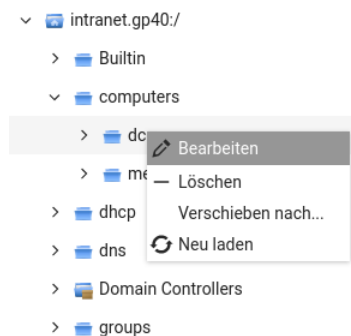 intranet.gp40:/
Builtin
computers
dc
Bearbeiten
me
Löschen
Verschieben nach...
dhcp
Neu laden
dns
Domain Controllers
groups